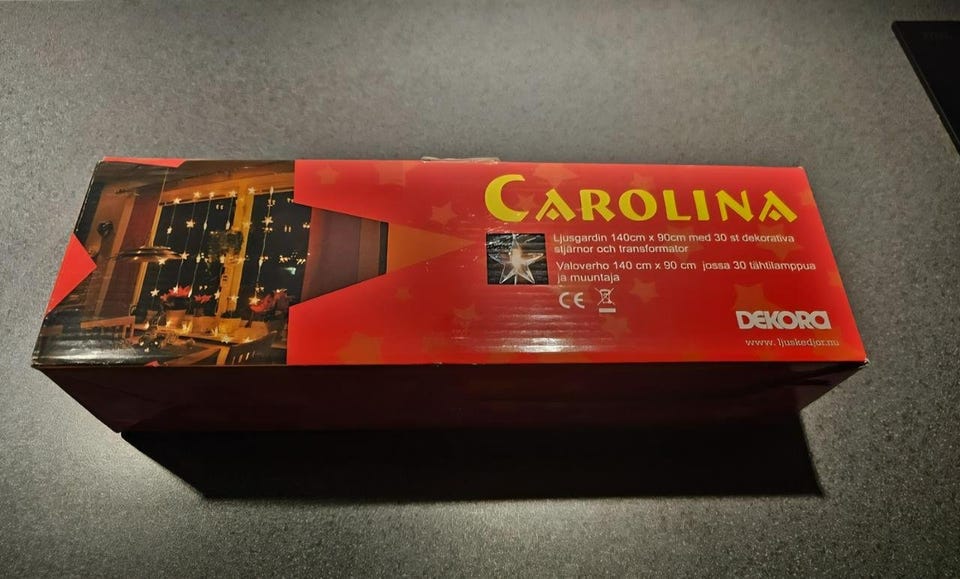 CAROLINA
Ljusgardin 140cm x 90cm med 30 st dekorativa
stjärnor och transformator
Valoverho 140 cm x 90 cm jossa 30 tähtilamppua
ja muuntaja
CE
DEKORA
www.ljuskedjor.nu